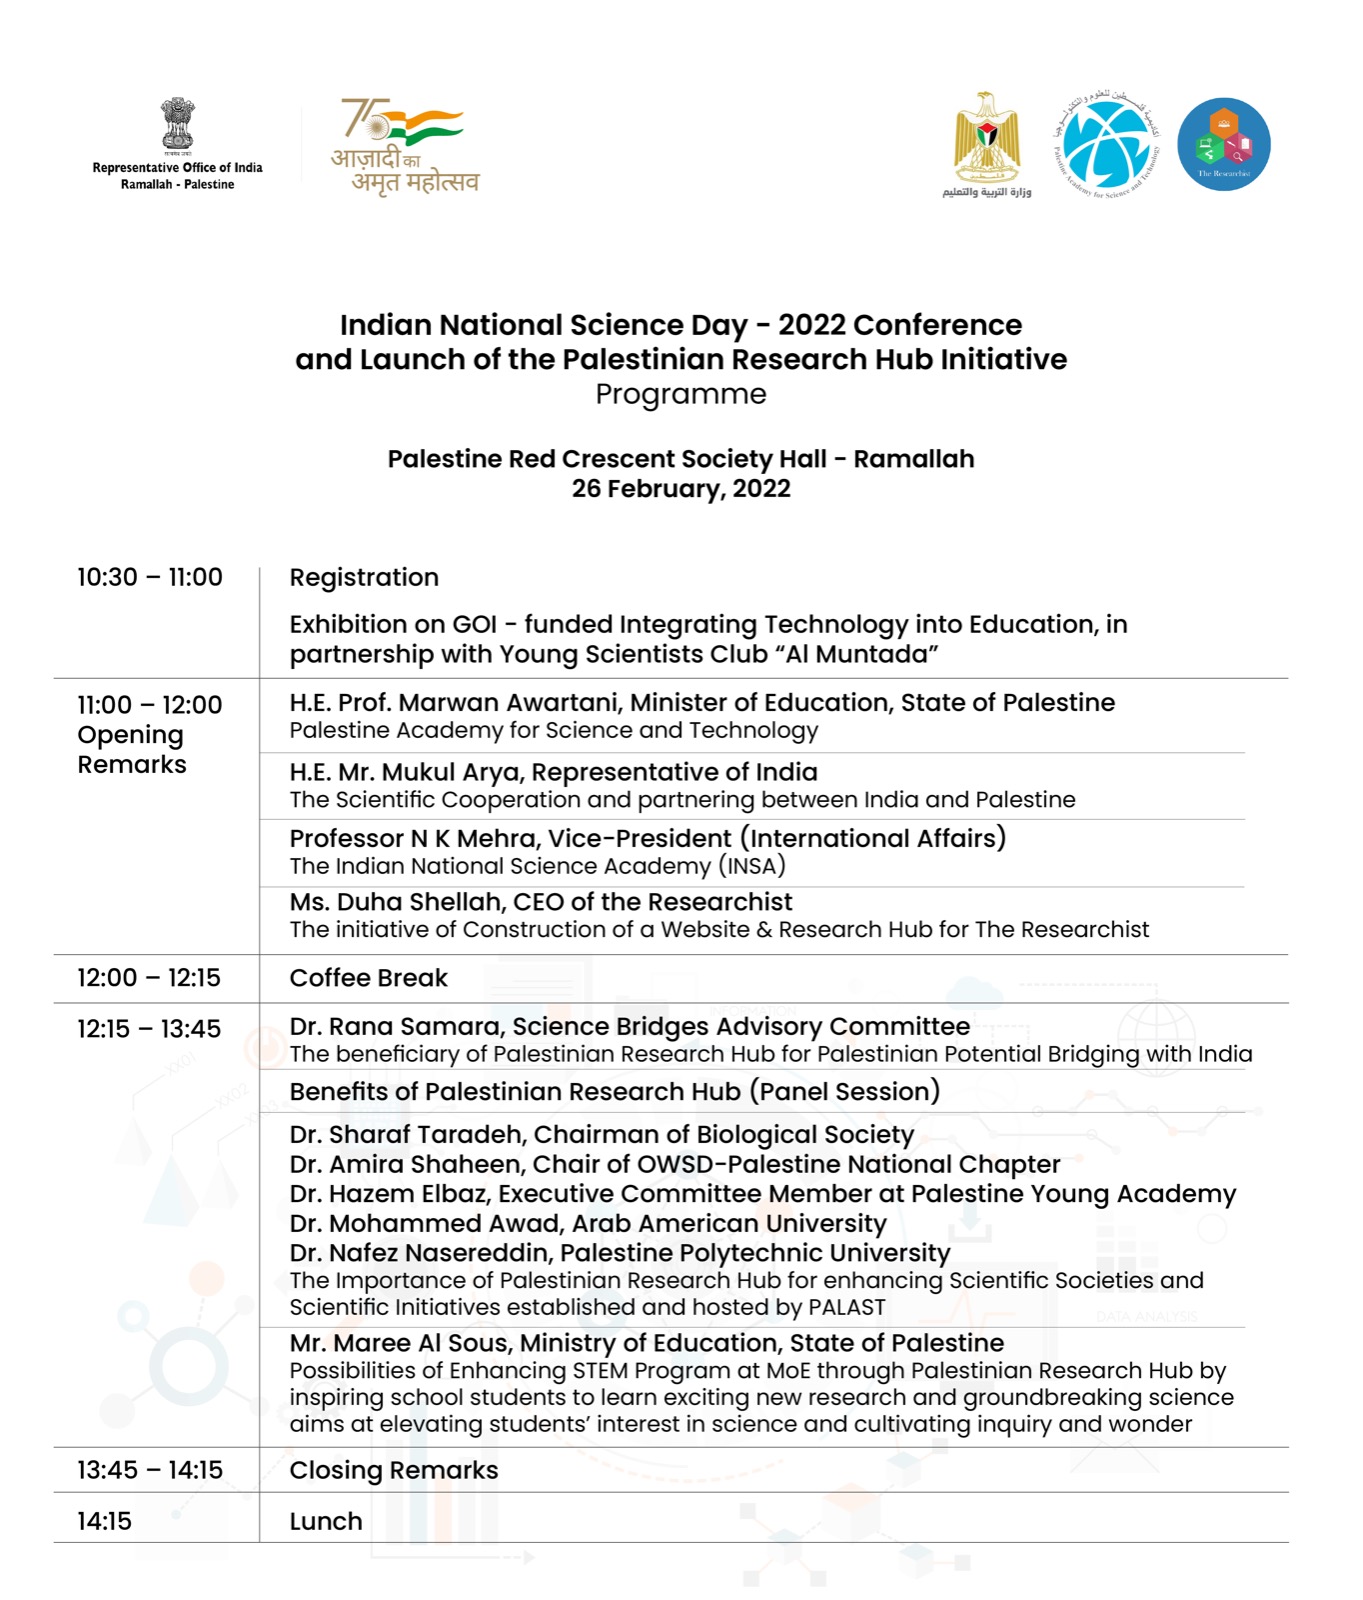 सत्यमेव जयते
Representative Office of India
Ramallah - Palestine
75
आज़ादी का
अमृत महोत्सव
فلسطين
وزارة التربية والتعليم
أكاديمية فلسطين للعلوم والتكنولوجيا
Palestine Academy for Science and Technology
The Researchist
Indian National Science Day - 2022 Conference
and Launch of the Palestinian Research Hub Initiative
Programme
Palestine Red Crescent Society Hall - Ramallah
26 February, 2022
10:30 – 11:00
Registration
Exhibition on GOI - funded Integrating Technology into Education, in
partnership with Young Scientists Club “Al Muntada”
11:00 – 12:00
Opening
Remarks
H.E. Prof. Marwan Awartani, Minister of Education, State of Palestine
Palestine Academy for Science and Technology
H.E. Mr. Mukul Arya, Representative of India
The Scientific Cooperation and partnering between India and Palestine
Professor N K Mehra, Vice-President (International Affairs)
The Indian National Science Academy (INSA)
Ms. Duha Shellah, CEO of the Researchist
The initiative of Construction of a Website & Research Hub for The Researchist
12:00 – 12:15
Coffee Break
INFORMATION
12:15 – 13:45
Dr. Rana Samara, Science Bridges Advisory Committee
The beneficiary of Palestinian Research Hub for Palestinian Potential Bridging with India
XX01
XX02
XX03
Benefits of Palestinian Research Hub (Panel Session)
Dr. Sharaf Taradeh, Chairman of Biological Society
Dr. Amira Shaheen, Chair of OWSD-Palestine National Chapter
Dr. Hazem Elbaz, Executive Committee Member at Palestine Young Academy
Dr. Mohammed Awad, Arab American University
Dr. Nafez Nasereddin, Palestine Polytechnic University
The Importance of Palestinian Research Hub for enhancing Scientific Societies and
Scientific Initiatives established and hosted by PALAST
DATA ANALYSIS
Mr. Maree Al Sous, Ministry of Education, State of Palestine
Possibilities of Enhancing STEM Program at MoE through Palestinian Research Hub by
inspiring school students to learn exciting new research and groundbreaking science
aims at elevating students’ interest in science and cultivating inquiry and wonder
13:45 – 14:15
Closing Remarks
14:15
Lunch